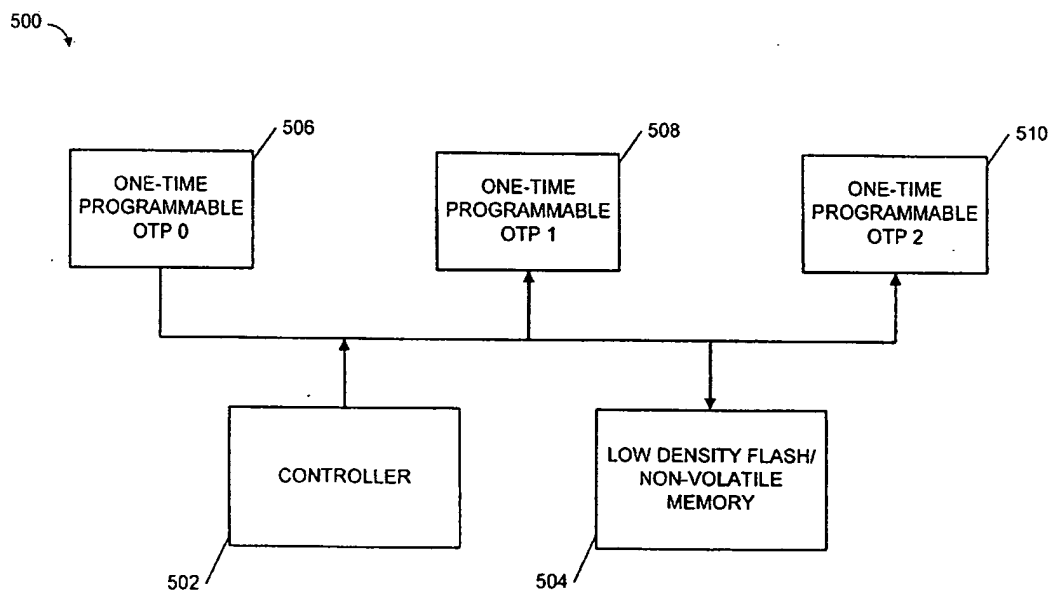 500
506
508
510
ONE-TIME
PROGRAMMABLE
OTP 0
ONE-TIME
PROGRAMMABLE
OTP 1
ONE-TIME
PROGRAMMABLE
OTP 2
CONTROLLER
LOW DENSITY FLASH/
NON-VOLATILE
MEMORY
502
504